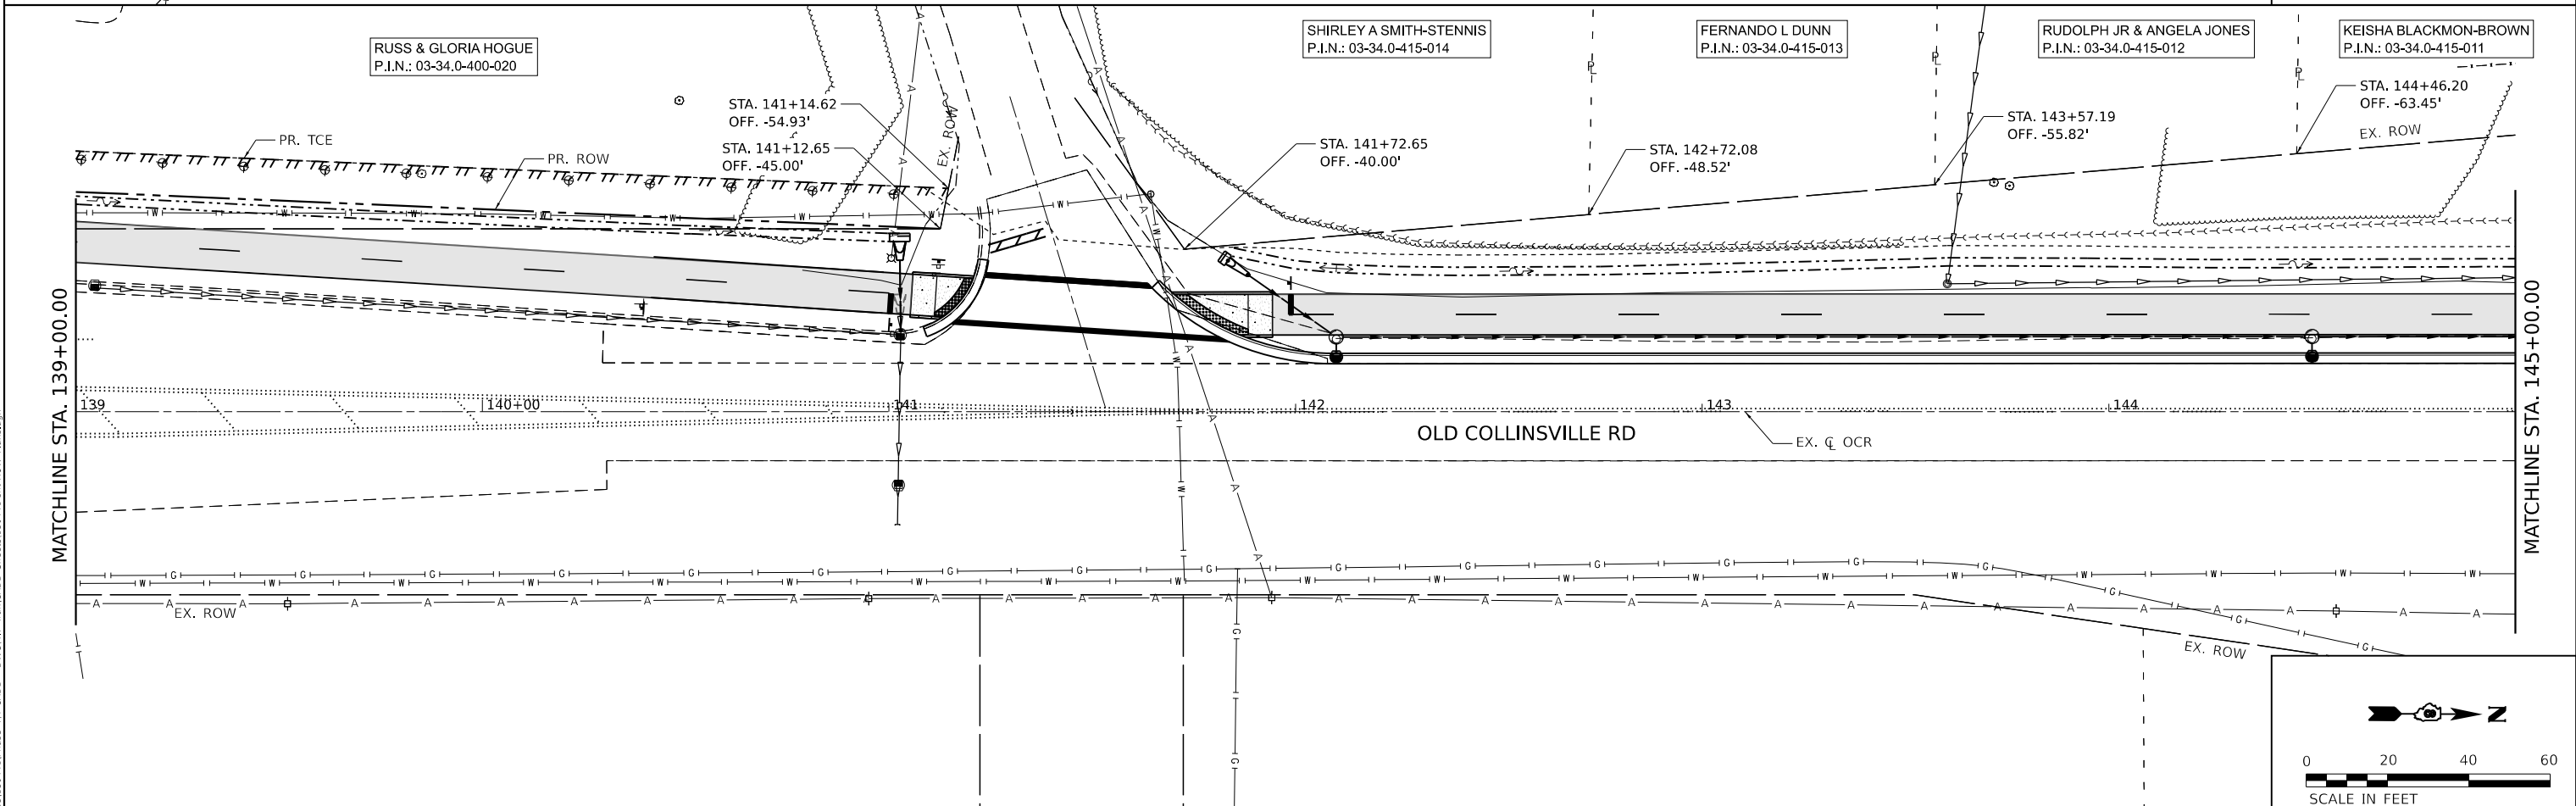 RUSS & GLORIA HOGUE
P.I.N.: 03-34.0-400-020
SHIRLEY A SMITH-STENNIS
P.I.N.: 03-34.0-415-014
FERNANDO L DUNN
P.I.N.: 03-34.0-415-013
RUDOLPH JR & ANGELA JONES
P.I.N.: 03-34.0-415-012
KEISHA BLACKMON-BROWN
P.I.N.: 03-34.0-415-011
STA. 141+14.62
OFF. -54.93'
STA. 141+12.65
OFF. -45.00'
STA. 141+72.65
OFF. -40.00'
STA. 142+72.08
OFF. -48.52'
STA. 143+57.19
OFF. -55.82'
STA. 144+46.20
OFF. -63.45'
PR. TCE
PR. ROW
EX. ROW
EX. ROW
MATCHLINE STA. 139+00.00
139
140+00
141
142
143
144
OLD COLLINSVILLE RD
EX. ℄ OCR
MATCHLINE STA. 145+00.00
EX. ROW
EX. ROW
N
0 20 40 60
SCALE IN FEET